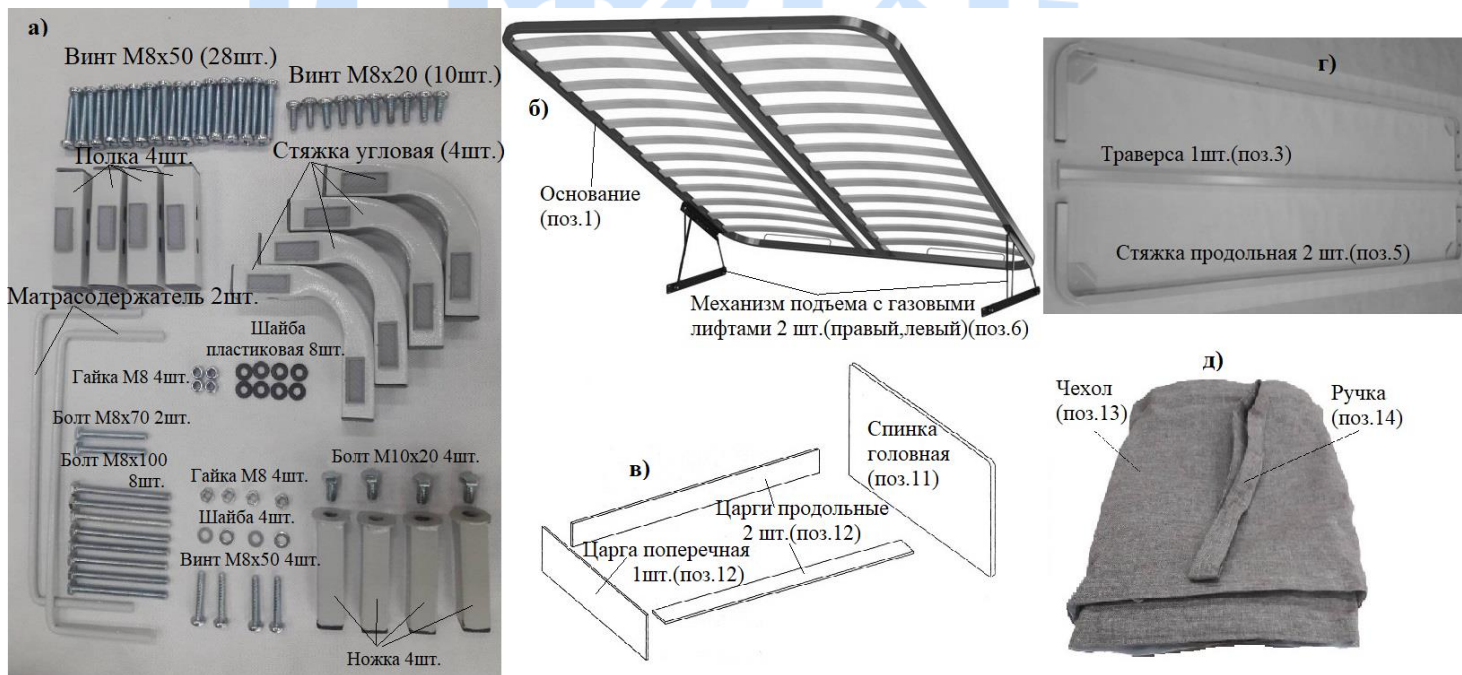 а)
Винт М8х50 (28шт.)
Винт М8х20 (10шт.)
Полка 4шт.
Стяжка угловая (4шт.)
Матрасодержатель 2шт.
Шайба
пластиковая 8шт.
Гайка М8 4шт.
Болт М8х70 2шт.
Болт М8х100
8шт.
Гайка М8 4шт.
Шайба 4шт.
Винт М8х50 4шт.
Болт М10х20 4шт.
Ножка 4шт.
б)
Основание
(поз.1)
Механизм подъема с газовыми
лифтами 2 шт.(правый,левый)(поз.6)
в)
Спинка
головная
(поз.11)
Царги продольные
2 шт.(поз.12)
Царга поперечная
1шт.(поз.12)
г)
Траверса 1шт.(поз.3)
Стяжка продольная 2 шт.(поз.5)
д)
Чехол
(поз.13)
Ручка
(поз.14)